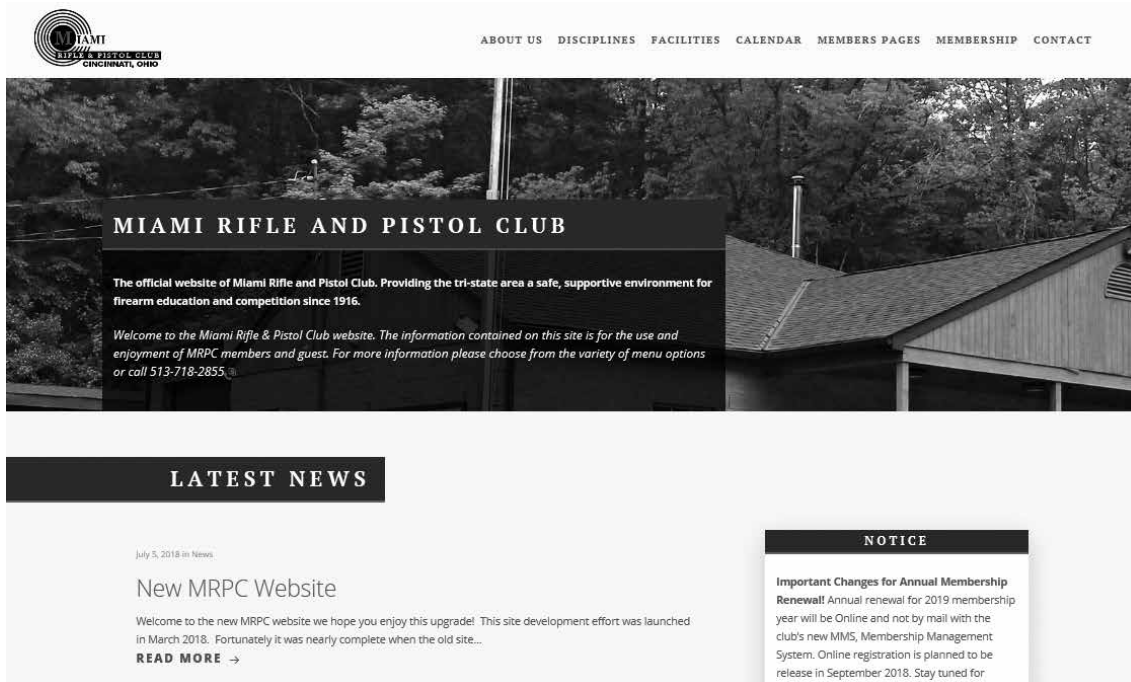 MIAMI
RIFLE & PISTOL CLUB
CINCINNATI, OHIO
ABOUT US DISCIPLINES FACILITIES CALENDAR MEMBERS PAGES MEMBERSHIP CONTACT
MIAMI RIFLE AND PISTOL CLUB
The official website of Miami Rifle and Pistol Club. Providing the tri-state area a safe, supportive environment for
firearm education and competition since 1916.
Welcome to the Miami Rifle & Pistol Club website. The information contained on this site is for the use and
enjoyment of MRPC members and guest. For more information please choose from the variety of menu options
or call 513-718-2855.
LATEST NEWS
July 5, 2018 in News
New MRPC Website
Welcome to the new MRPC website we hope you enjoy this upgrade! This site development effort was launched
in March 2018. Fortunately it was nearly complete when the old site...
READ MORE →
NOTICE
Important Changes for Annual Membership
Renewal! Annual renewal for 2019 membership
year will be Online and not by mail with the
club's new MMS, Membership Management
System. Online registration is planned to be
release in September 2018. Stay tuned for